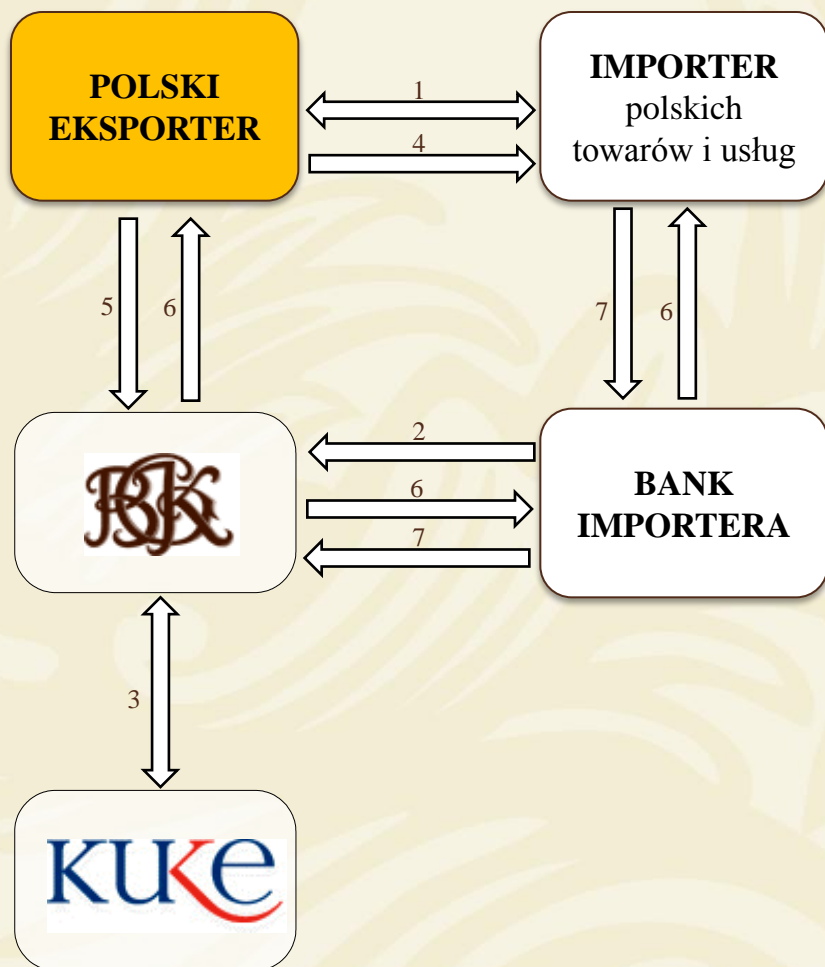 POLSKI
EKSPORTER
IMPORTER
polskich
towarów i usług
1
4
5
6
7
6
BGK
2
6
7
BANK
IMPORTERA
3
KUKE